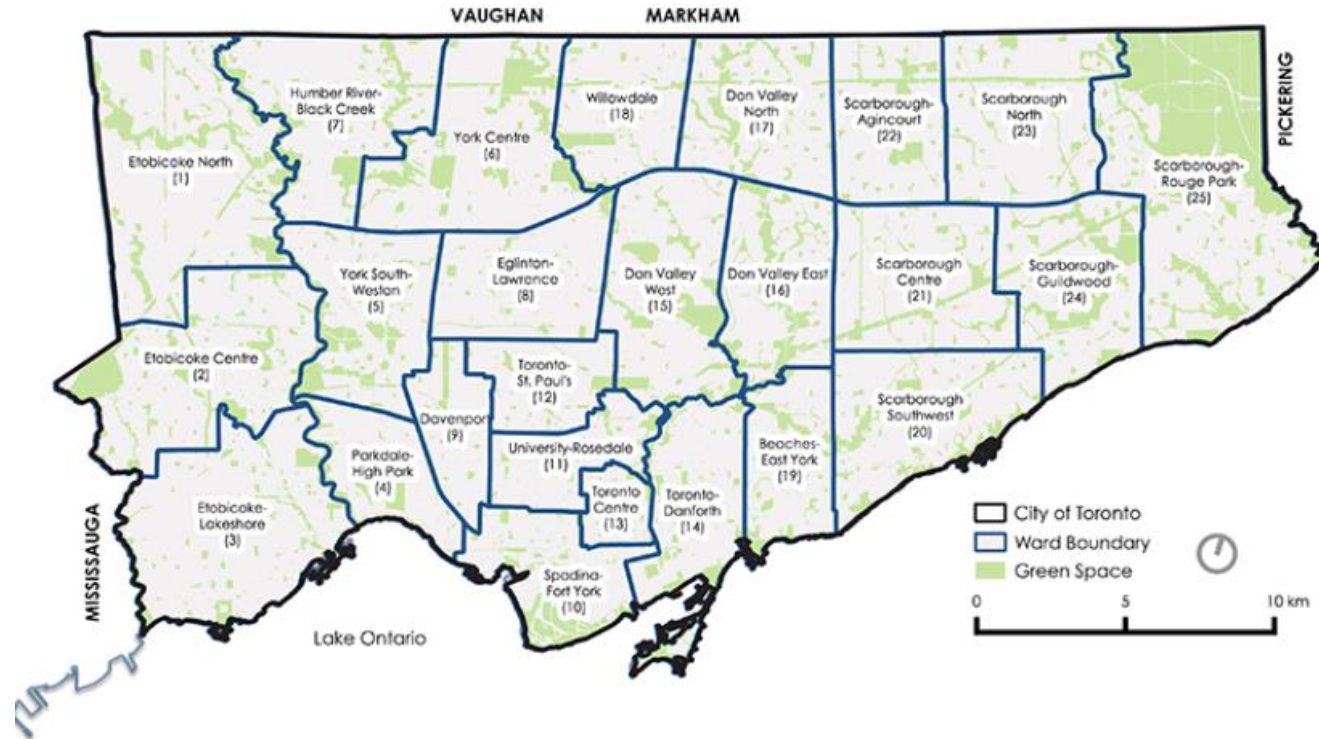 VAUGHAN
MARKHAM
PICKERING
MISSISSAUGA
Etobicoke North
(1)
Humber River-
Black Creek
(7)
York Centre
(6)
Willowdale
(18)
Don Valley
North
(17)
Scarborough-
Agincourt
(22)
Scarborough
North
(23)
Scarborough-
Rouge Park
(25)
Etobicoke Centre
(2)
York South-
Weston
(5)
Eglinton-
Lawrence
(8)
Don Valley
West
(15)
Don Valley East
(16)
Scarborough
Centre
(21)
Scarborough-
Guildwood
(24)
Toronto-
St. Paul's
(12)
Davenport
(9)
Etobicoke-
Lakeshore
(3)
Parkdale-
High Park
(4)
University-Rosedale
(11)
Toronto
Centre
(13)
Toronto-
Danforth
(14)
Beaches-
East York
(19)
Scarborough
Southwest
(20)
Spadina-
Fort York
(10)
Lake Ontario
City of Toronto
Ward Boundary
Green Space
0 5 10 km